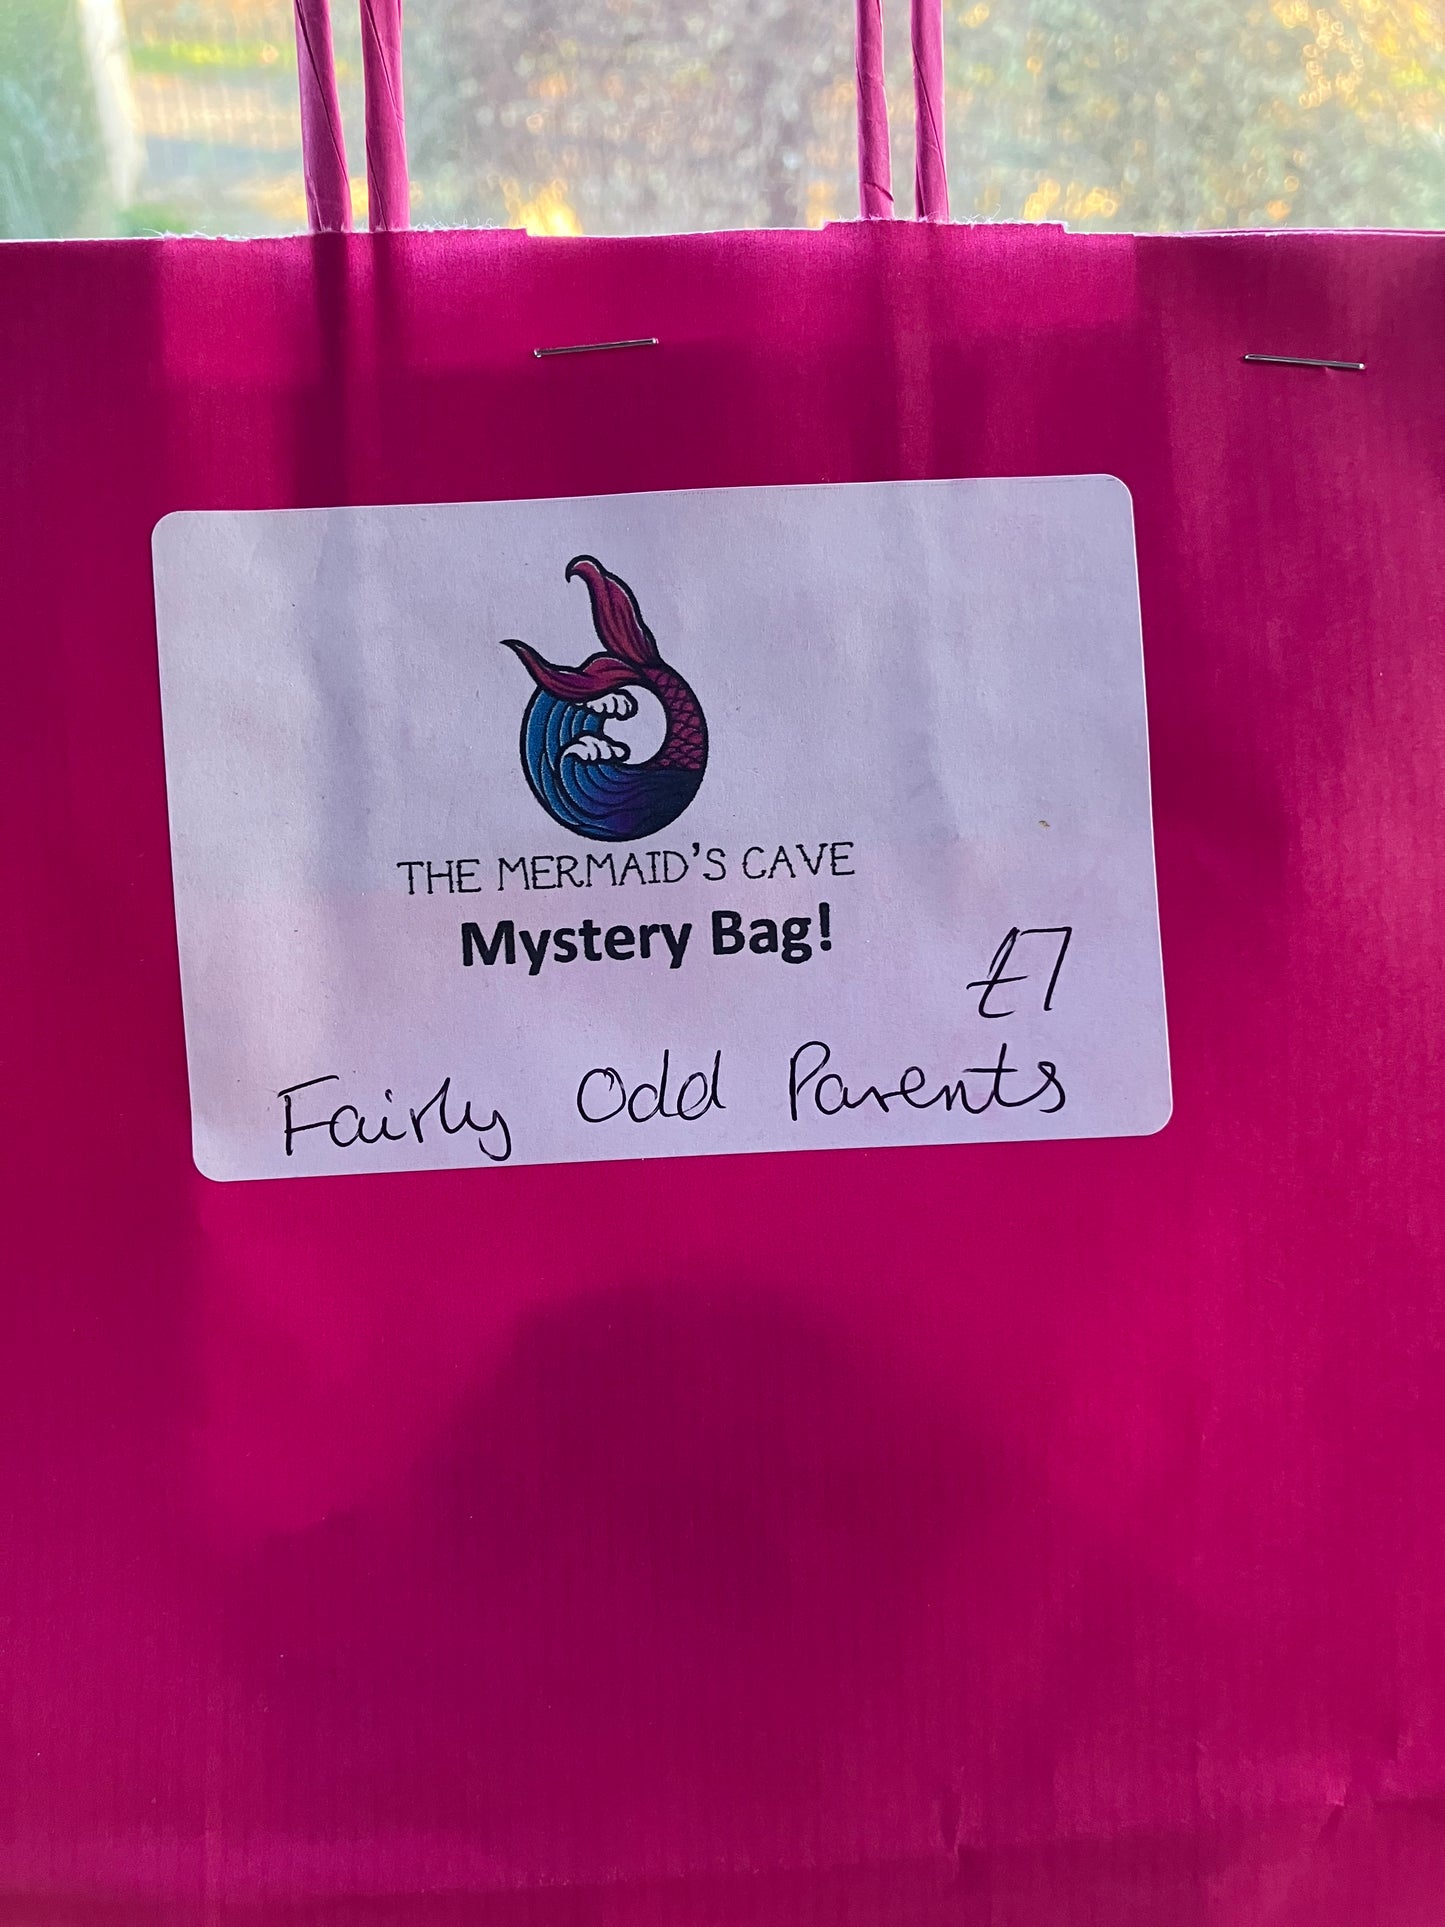 THE MERMAID'S CAVE
Mystery Bag!
£7
Fairly Odd Parents